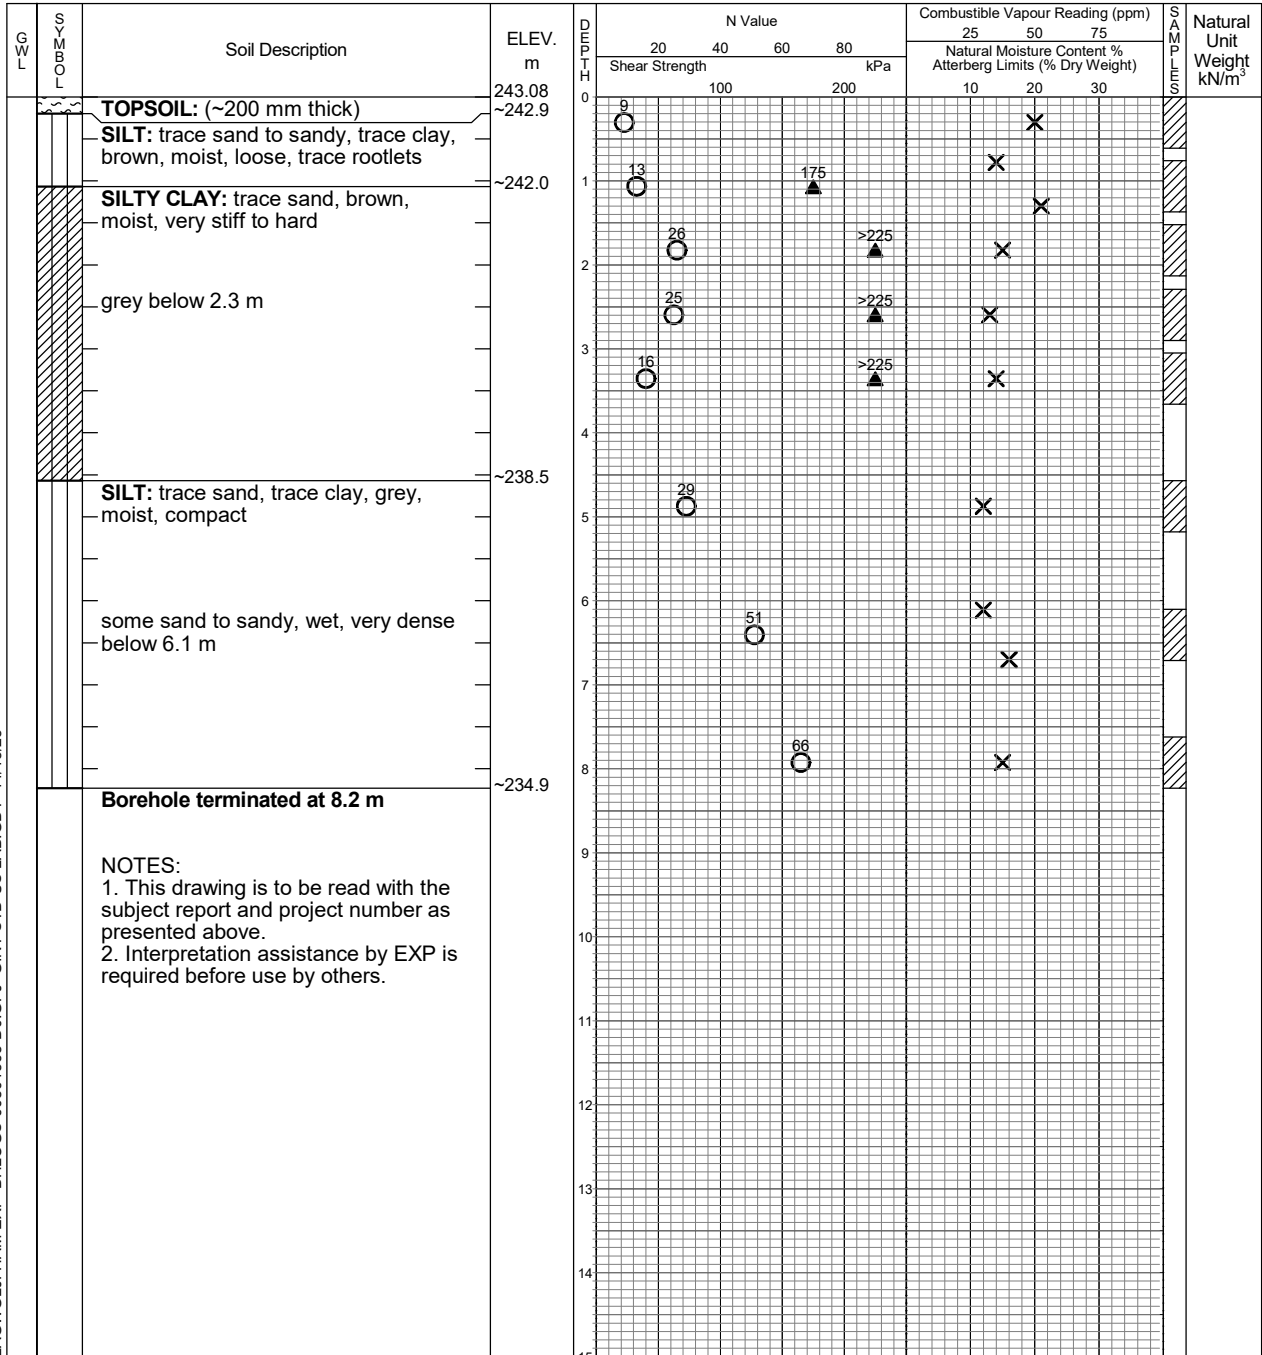 GWL
SYMBOL
Soil Description
ELEV.
m
243.08
DEPTH
N Value
20 40 60 80
Shear Strength kPa
100 200
Combustible Vapour Reading (ppm)
25 50 75
Natural Moisture Content %
Atterberg Limits (% Dry Weight)
10 20 30
SAMPLES
Natural
Unit
Weight
kN/m³
0
TOPSOIL: (~200 mm thick)
~242.9
9
SILT: trace sand to sandy, trace clay,
brown, moist, loose, trace rootlets
~242.0
13
175
1
SILTY CLAY: trace sand, brown,
moist, very stiff to hard
26
>225
2
grey below 2.3 m
25
>225
3
16
>225
4
~238.5
SILT: trace sand, trace clay, grey,
moist, compact
29
5
6
some sand to sandy, wet, very dense
below 6.1 m
51
7
66
8
~234.9
Borehole terminated at 8.2 m
9
NOTES:
1. This drawing is to be read with the
subject report and project number as
presented above.
2. Interpretation assistance by EXP is
required before use by others.
10
11
12
13
14
15